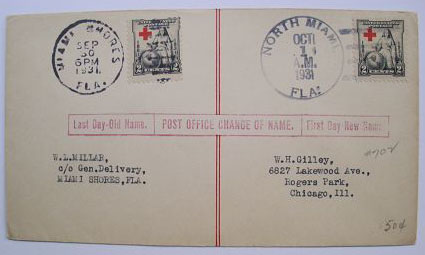 MIAMI SHORES
SEP
30
6PM
1931.
FLA.
NORTH MIAMI
OCT
1
A.M.
1931
FLA.
Last Day-Old Name. POST OFFICE CHANGE OF NAME. First Day-New Name
W.L.MILLAR,
c/o Gen.Delivery,
MIAMI SHORES,FLA.
W.H.Gilley,
6827 Lakewood Ave.,
Rogers Park,
Chicago,Ill.
50¢